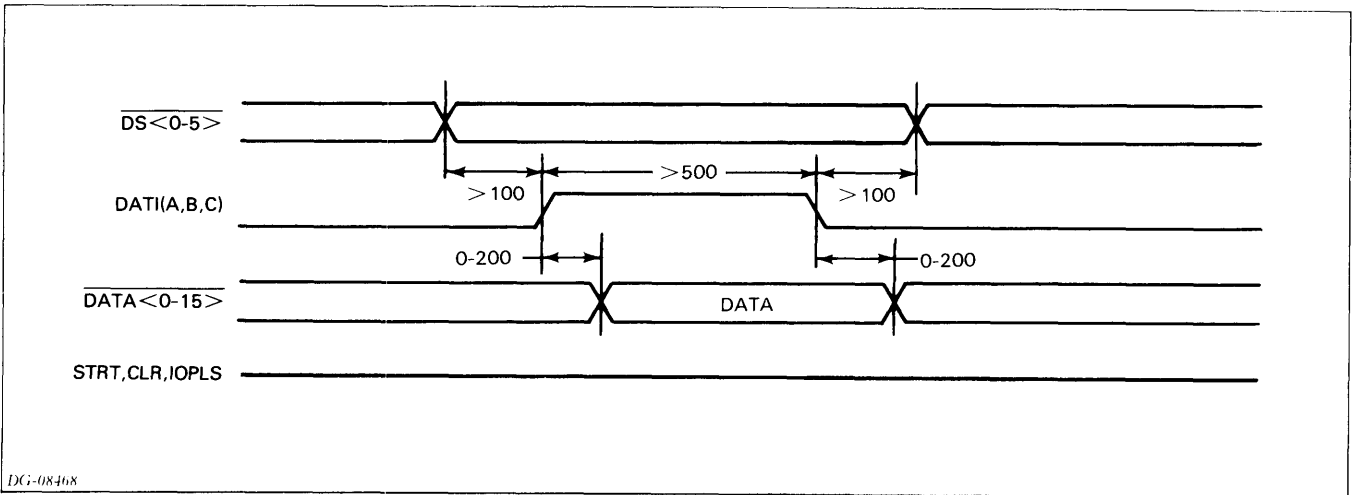 DS<0-5>
>500
>100
>100
DATI(A,B,C)
0-200
0-200
DATA<0-15>
DATA
STRT,CLR,IOPLS
DG-08468